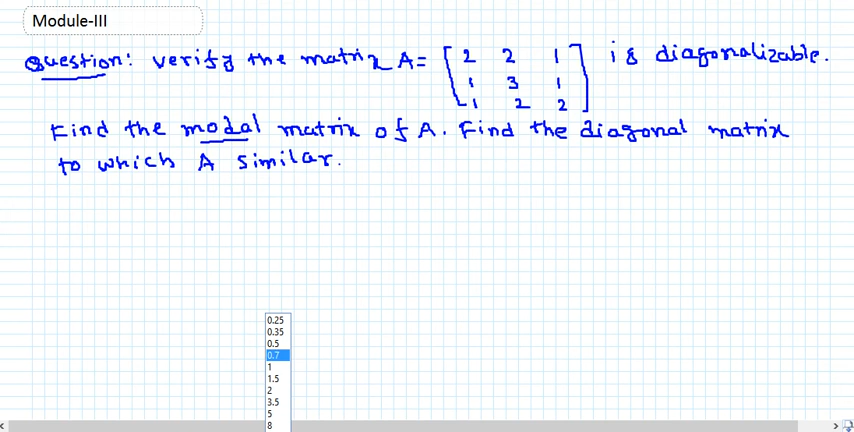 Module-III
Question: Verify the matrix A = [ 2 2 1 ] is diagonalizable.
1 3 1
1 2 2
Find the modal matrix of A. Find the diagonal matrix
to which A similar.
0.25
0.35
0.5
0.7
1
1.5
2
3.5
5
8